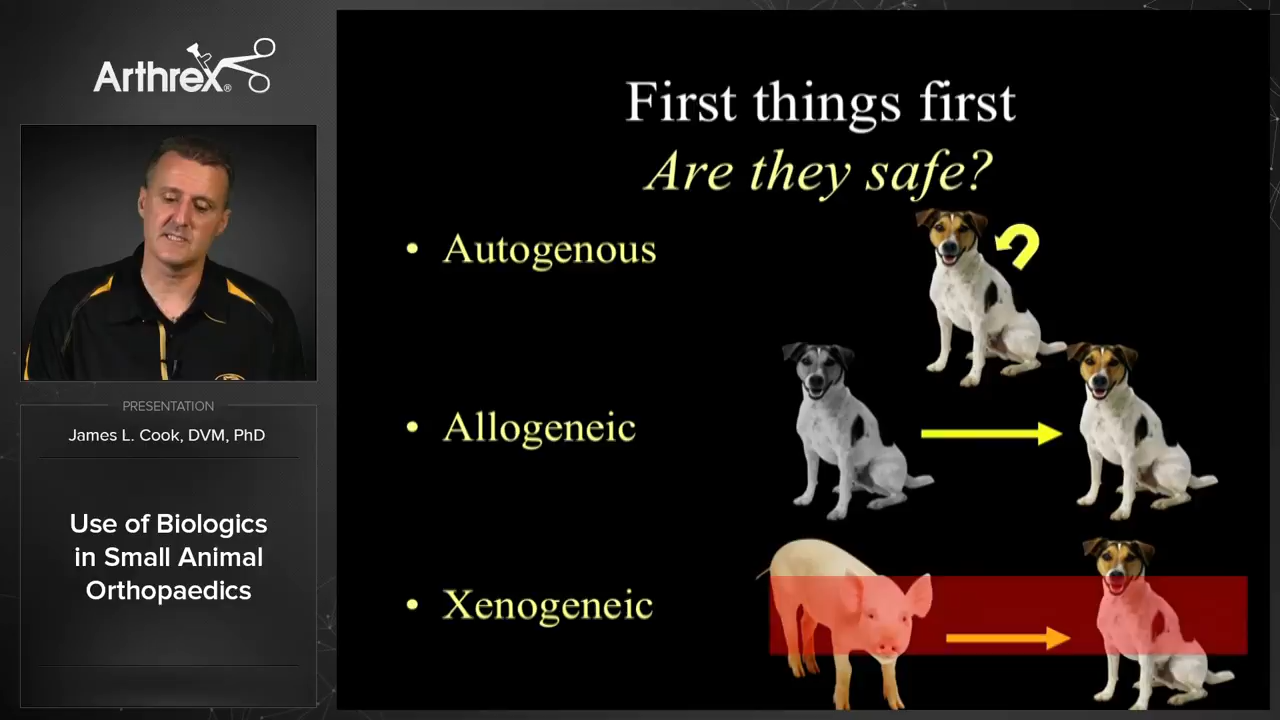 Arthrex®
PRESENTATION
James L. Cook, DVM, PhD
Use of Biologics
in Small Animal
Orthopaedics
First things first
Are they safe?
• Autogenous
• Allogeneic
• Xenogeneic